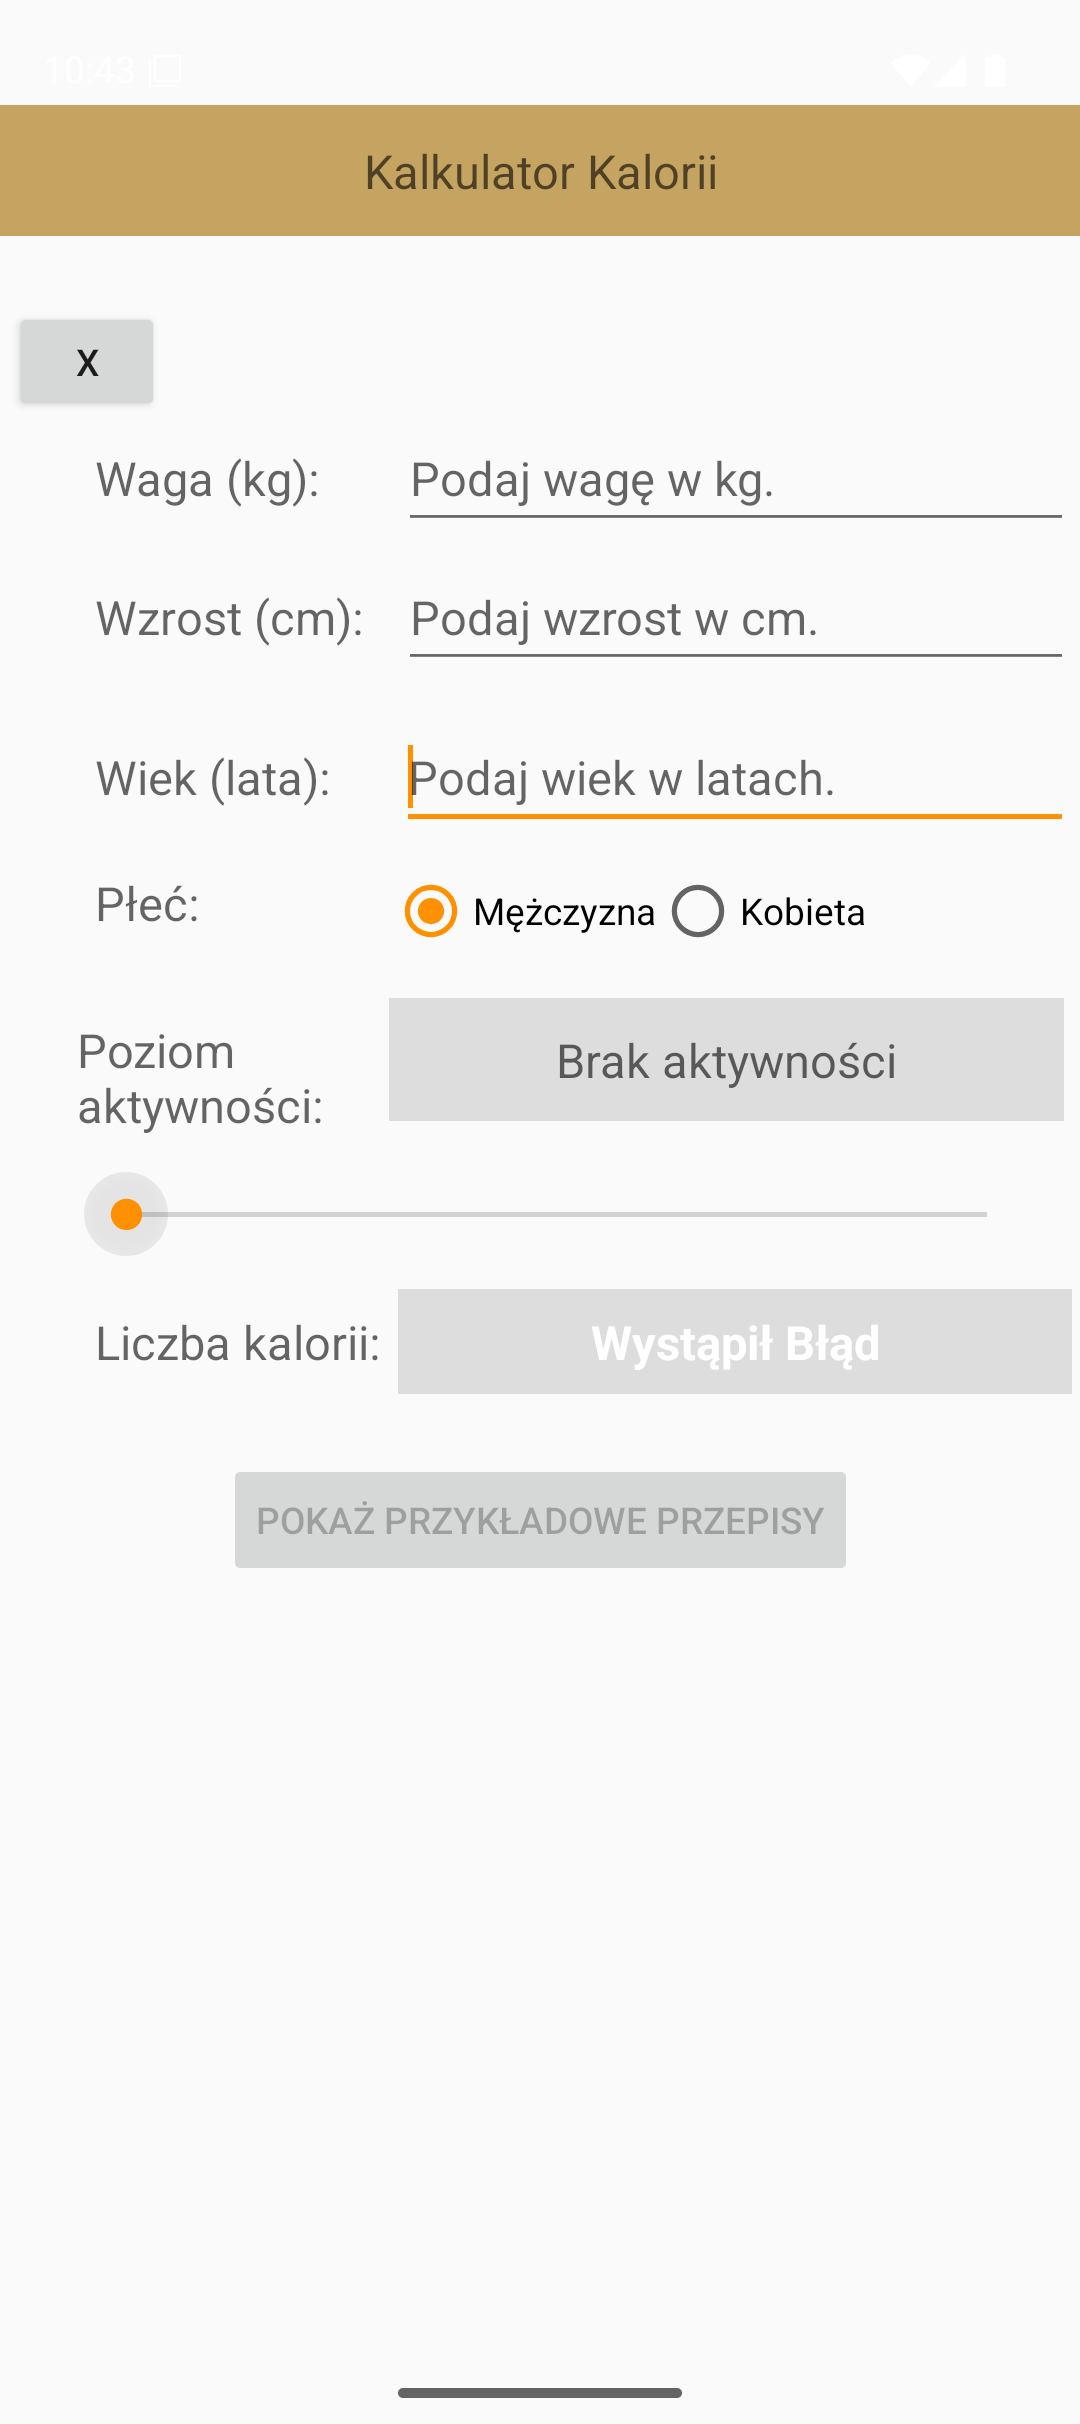 10:43
Kalkulator Kalorii
X
Waga (kg): Podaj wagę w kg.
Wzrost (cm): Podaj wzrost w cm.
Wiek (lata): Podaj wiek w latach.
Płeć: Mężczyzna Kobieta
Poziom
aktywności:
Brak aktywności
Liczba kalorii: Wystąpił Błąd
POKAŻ PRZYKŁADOWE PRZEPISY